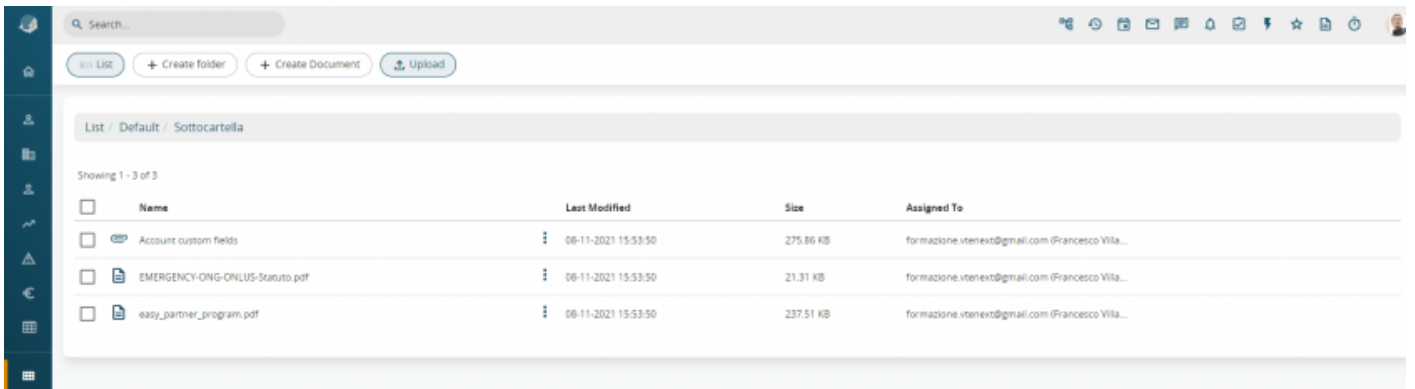 Search...
List + Create folder + Create Document Upload
List / Default / Sottocartella
Showing 1 - 3 of 3
Name Last Modified Size Assigned To
Account custom fields 08-11-2021 15:53:50 275.86 KB formazione.vtenext@gmail.com (Francesco Villa...
EMERGENCY-ONG-ONLUS-Statuto.pdf 08-11-2021 15:53:50 21.31 KB formazione.vtenext@gmail.com (Francesco Villa...
easy_partner_program.pdf 08-11-2021 15:53:50 237.51 KB formazione.vtenext@gmail.com (Francesco Villa...